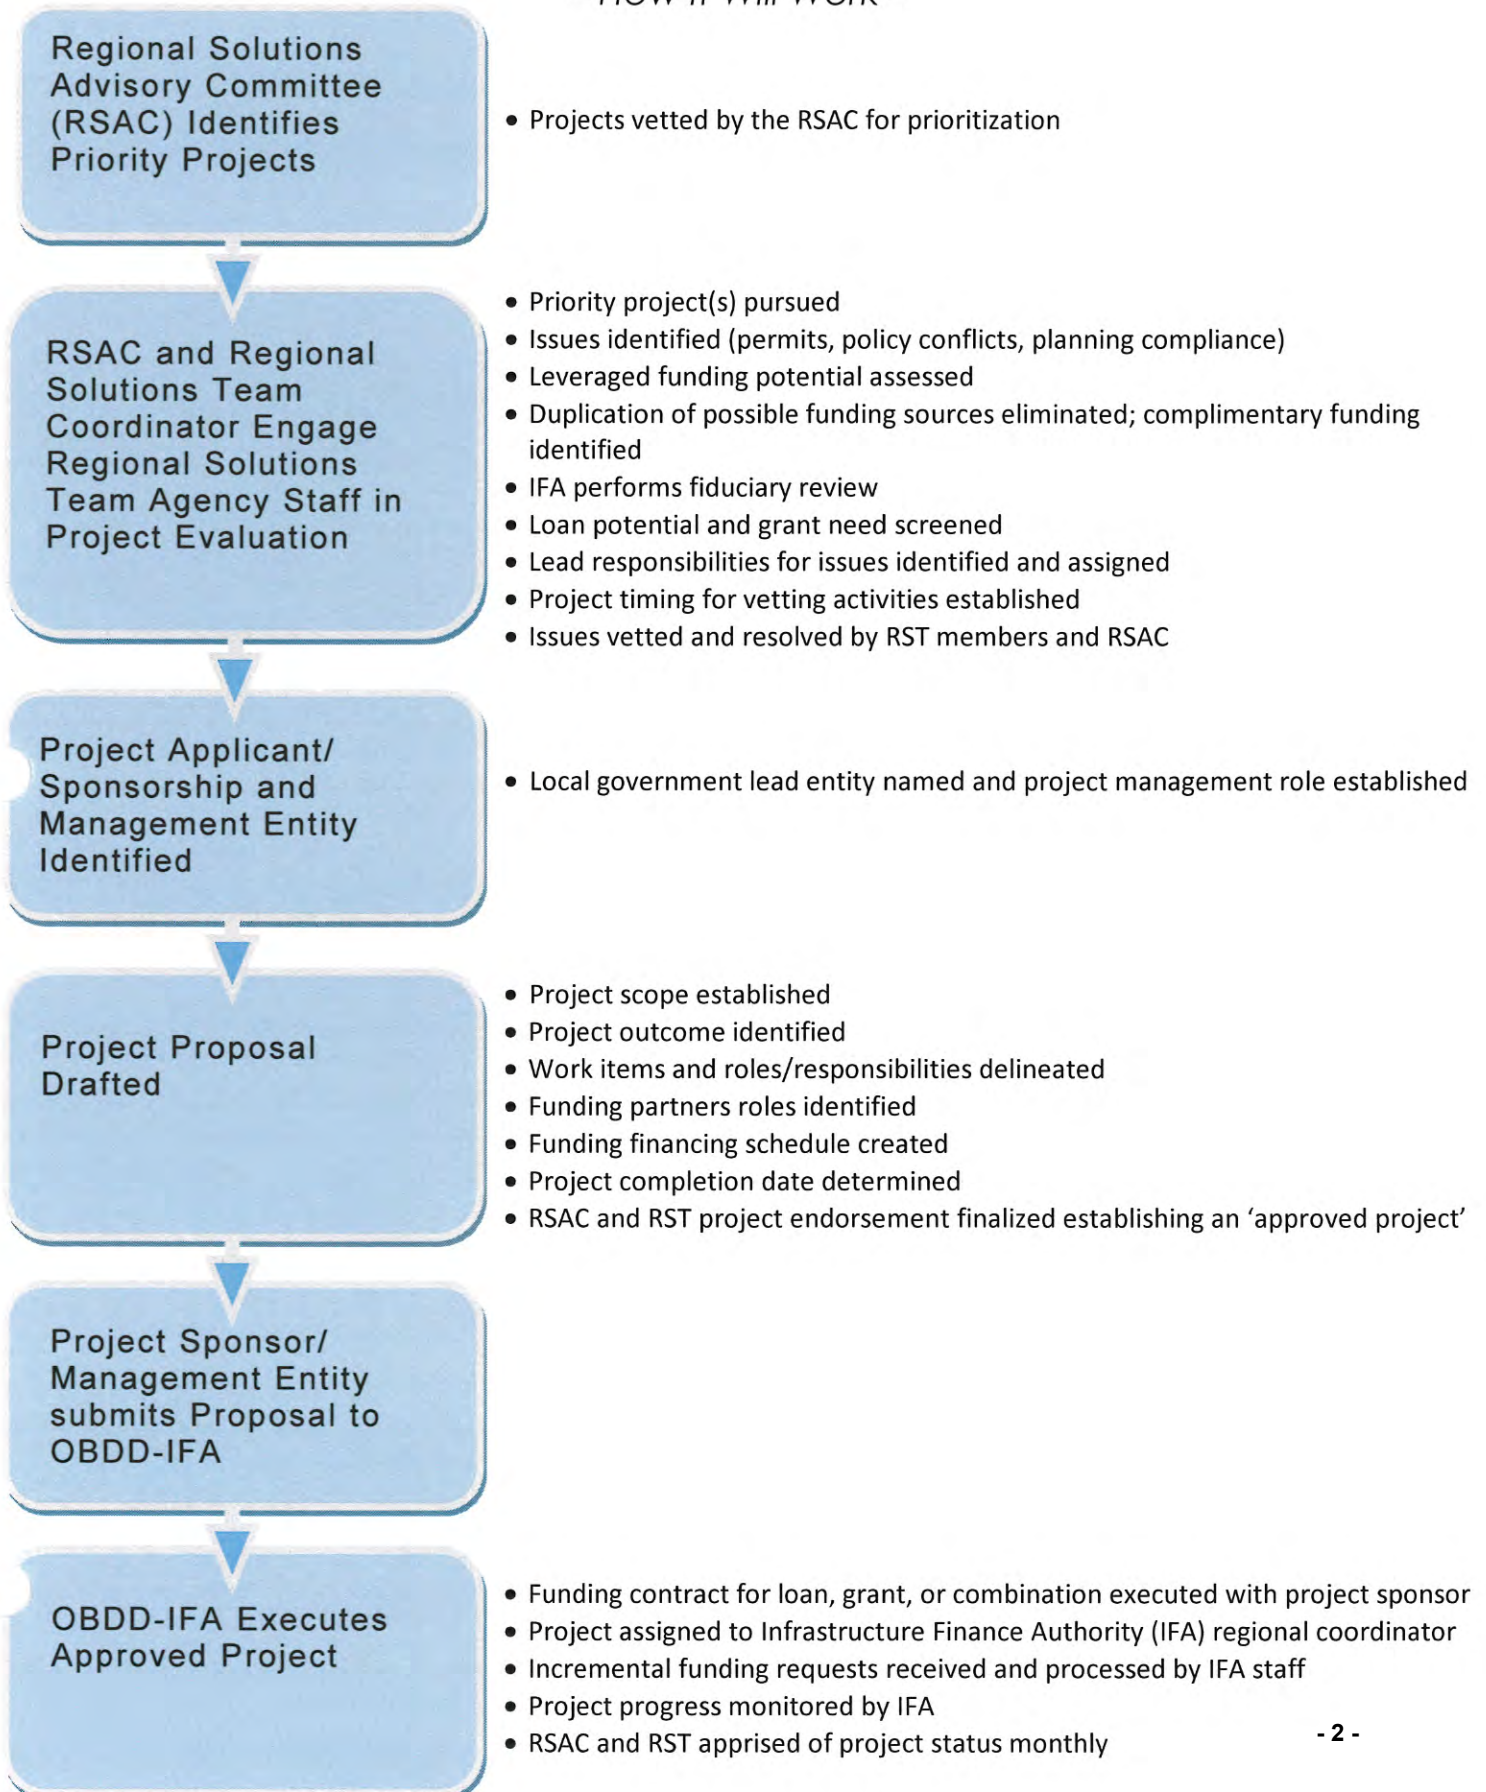 How It Will Work
Regional Solutions
Advisory Committee
(RSAC) Identifies
Priority Projects
• Projects vetted by the RSAC for prioritization
RSAC and Regional
Solutions Team
Coordinator Engage
Regional Solutions
Team Agency Staff in
Project Evaluation
• Priority project(s) pursued
• Issues identified (permits, policy conflicts, planning compliance)
• Leveraged funding potential assessed
• Duplication of possible funding sources eliminated; complimentary funding
identified
• IFA performs fiduciary review
• Loan potential and grant need screened
• Lead responsibilities for issues identified and assigned
• Project timing for vetting activities established
• Issues vetted and resolved by RST members and RSAC
Project Applicant/
Sponsorship and
Management Entity
Identified
• Local government lead entity named and project management role established
Project Proposal
Drafted
• Project scope established
• Project outcome identified
• Work items and roles/responsibilities delineated
• Funding partners roles identified
• Funding financing schedule created
• Project completion date determined
• RSAC and RST project endorsement finalized establishing an ‘approved project’
Project Sponsor/
Management Entity
submits Proposal to
OBDD-IFA
OBDD-IFA Executes
Approved Project
• Funding contract for loan, grant, or combination executed with project sponsor
• Project assigned to Infrastructure Finance Authority (IFA) regional coordinator
• Incremental funding requests received and processed by IFA staff
• Project progress monitored by IFA
• RSAC and RST apprised of project status monthly
- 2 -